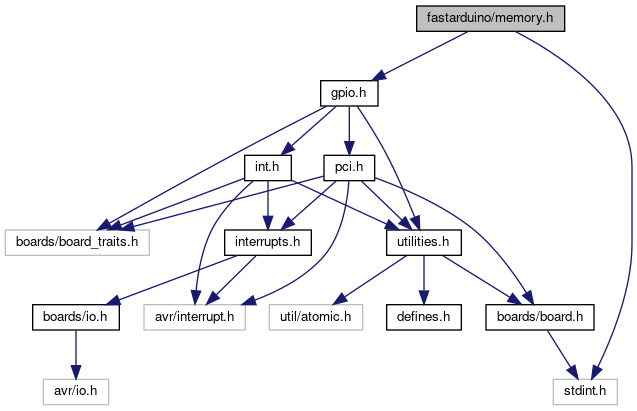 fastarduino/memory.h
gpio.h
int.h
pci.h
boards/board_traits.h
interrupts.h
utilities.h
boards/io.h
avr/interrupt.h
util/atomic.h
defines.h
boards/board.h
avr/io.h
stdint.h